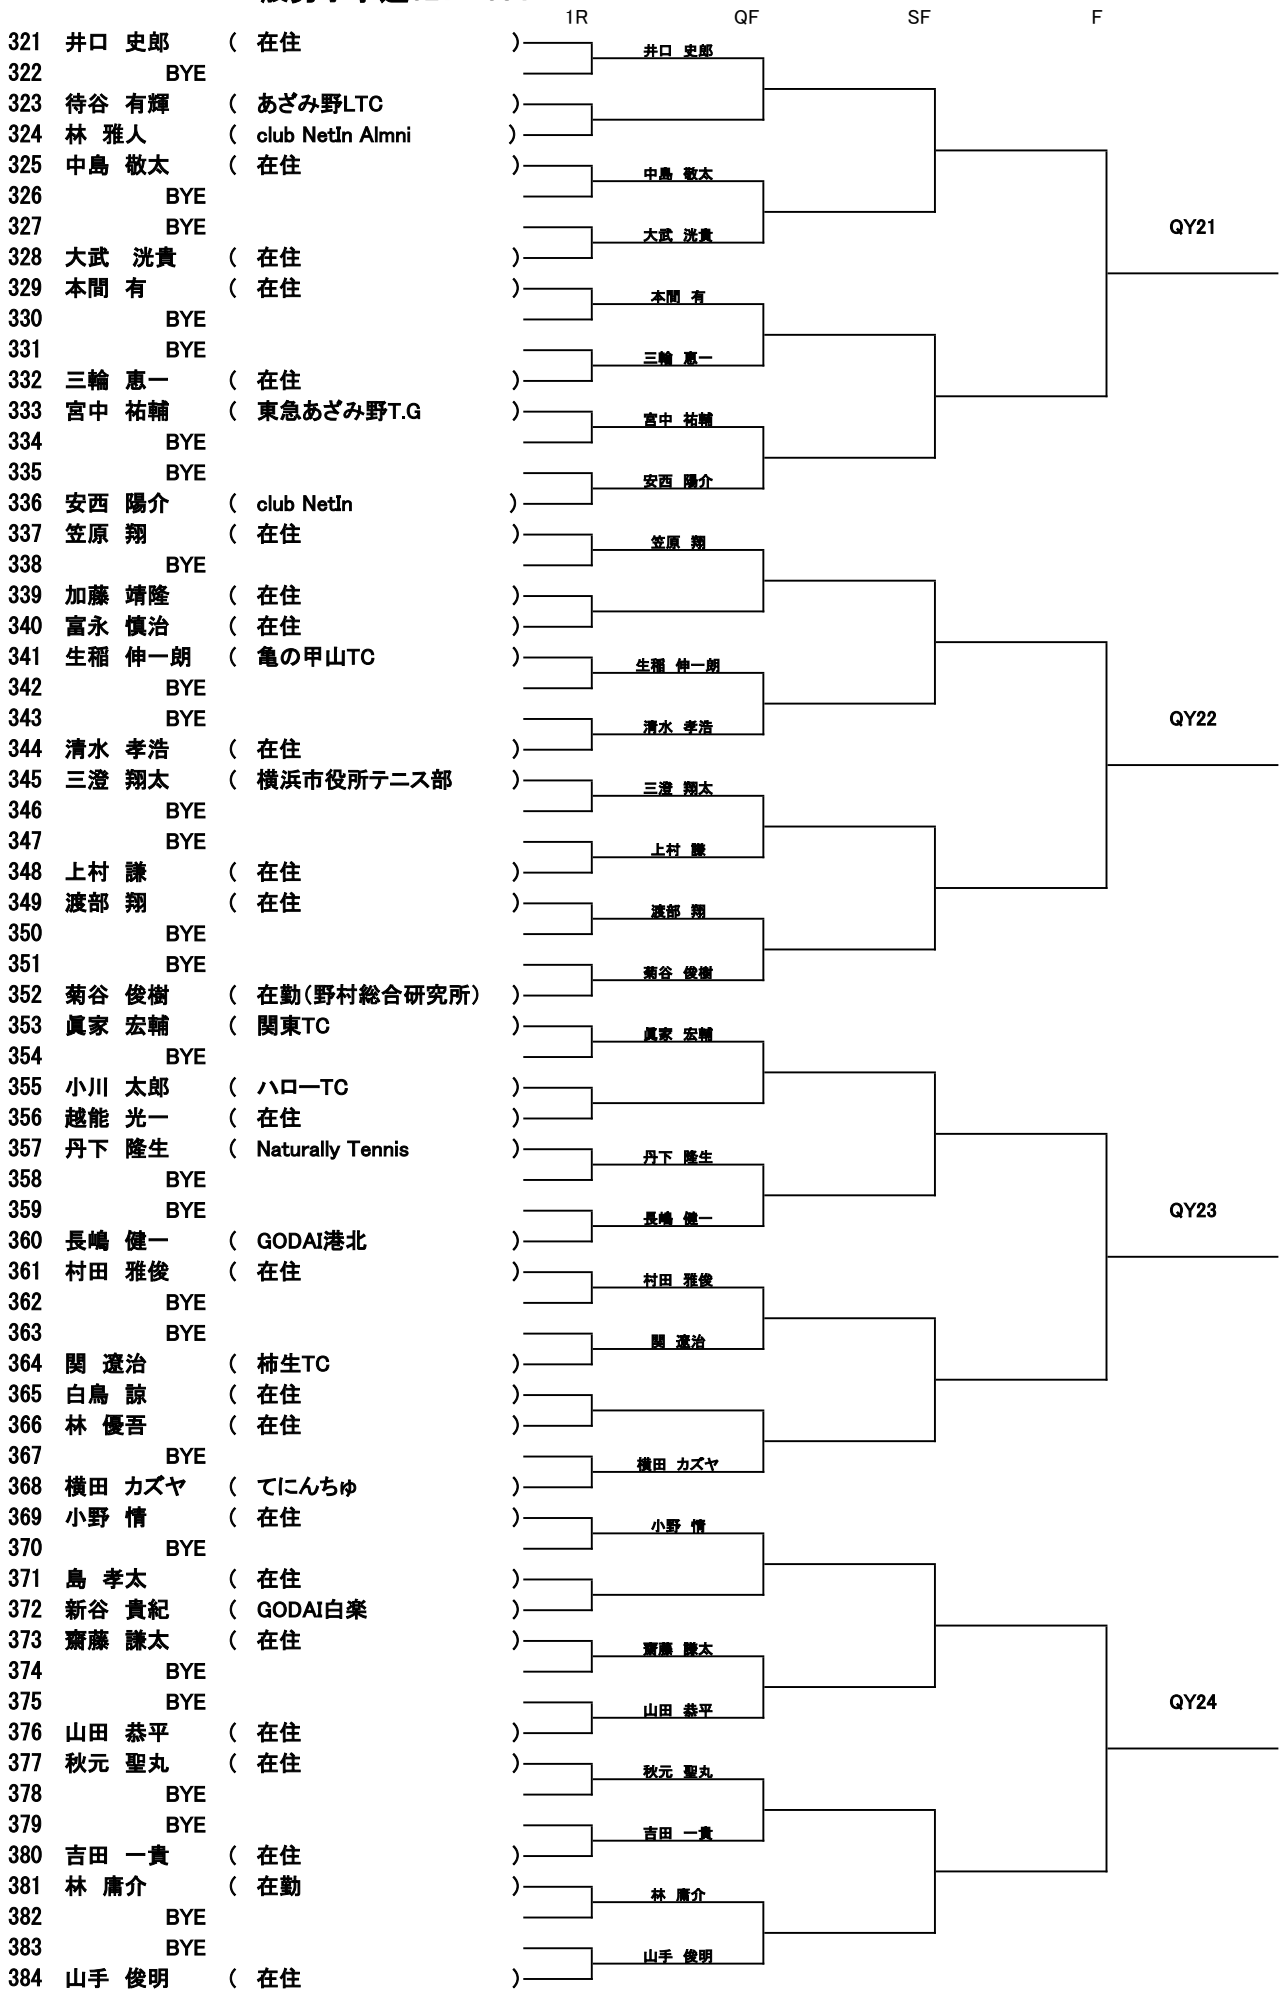 1R QF SF F
321 井口 史郎 ( 在住 ) 井口 史郎
322 BYE
323 待谷 有輝 ( あざみ野LTC )
324 林 雅人 ( club NetIn Almni )
325 中島 敬太 ( 在住 ) 中島 敬太
326 BYE
327 BYE QY21
328 大武 洸貴 ( 在住 ) 大武 洸貴
329 本間 有 ( 在住 ) 本間 有
330 BYE
331 BYE
332 三輪 恵一 ( 在住 ) 三輪 恵一
333 宮中 祐輔 ( 東急あざみ野T.G ) 宮中 祐輔
334 BYE
335 BYE
336 安西 陽介 ( club NetIn ) 安西 陽介
337 笠原 翔 ( 在住 ) 笠原 翔
338 BYE
339 加藤 靖隆 ( 在住 )
340 富永 慎治 ( 在住 )
341 生稲 伸一朗 ( 亀の甲山TC ) 生稲 伸一朗
342 BYE
343 BYE QY22
344 清水 孝浩 ( 在住 ) 清水 孝浩
345 三澄 翔太 ( 横浜市役所テニス部 ) 三澄 翔太
346 BYE
347 BYE
348 上村 謙 ( 在住 ) 上村 謙
349 渡部 翔 ( 在住 ) 渡部 翔
350 BYE
351 BYE
352 菊谷 俊樹 ( 在勤(野村総合研究所) ) 菊谷 俊樹
353 眞家 宏輔 ( 関東TC ) 眞家 宏輔
354 BYE
355 小川 太郎 ( ハローTC )
356 越能 光一 ( 在住 )
357 丹下 隆生 ( Naturally Tennis ) 丹下 隆生
358 BYE
359 BYE QY23
360 長嶋 健一 ( GODAI港北 ) 長嶋 健一
361 村田 雅俊 ( 在住 ) 村田 雅俊
362 BYE
363 BYE
364 関 遼治 ( 柿生TC ) 関 遼治
365 白鳥 諒 ( 在住 )
366 林 優吾 ( 在住 )
367 BYE
368 横田 カズヤ ( てにんちゅ ) 横田 カズヤ
369 小野 情 ( 在住 ) 小野 情
370 BYE
371 島 孝太 ( 在住 )
372 新谷 貴紀 ( GODAI白楽 )
373 齋藤 謙太 ( 在住 ) 齋藤 謙太
374 BYE
375 BYE QY24
376 山田 恭平 ( 在住 ) 山田 恭平
377 秋元 聖丸 ( 在住 ) 秋元 聖丸
378 BYE
379 BYE
380 吉田 一貴 ( 在住 ) 吉田 一貴
381 林 庸介 ( 在勤 ) 林 庸介
382 BYE
383 BYE
384 山手 俊明 ( 在住 ) 山手 俊明